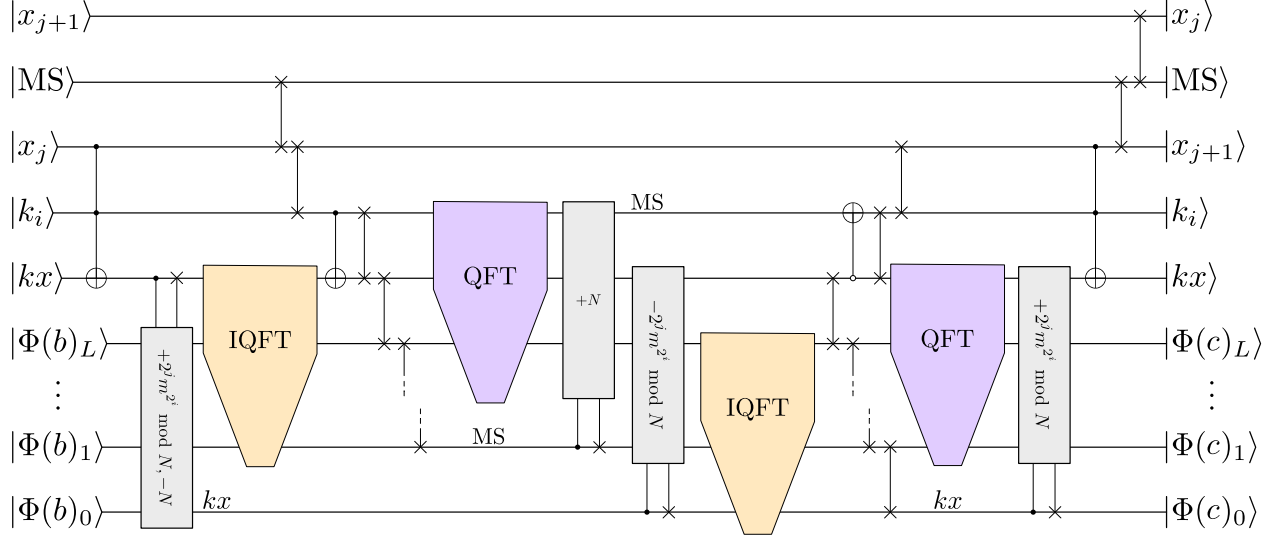 |x_{j+1}⟩ |x_j⟩
|MS⟩ |MS⟩
|x_j⟩ |x_{j+1}⟩
|k_i⟩ MS |k_i⟩
|kx⟩ QFT +N |kx⟩
|Φ(b)_L⟩ IQFT QFT |Φ(c)_L⟩
⋮ +2^j m^{2^i} mod N, −N −2^j m^{2^i} mod N IQFT +2^j m^{2^i} mod N ⋮
|Φ(b)_1⟩ MS |Φ(c)_1⟩
|Φ(b)_0⟩ kx kx |Φ(c)_0⟩